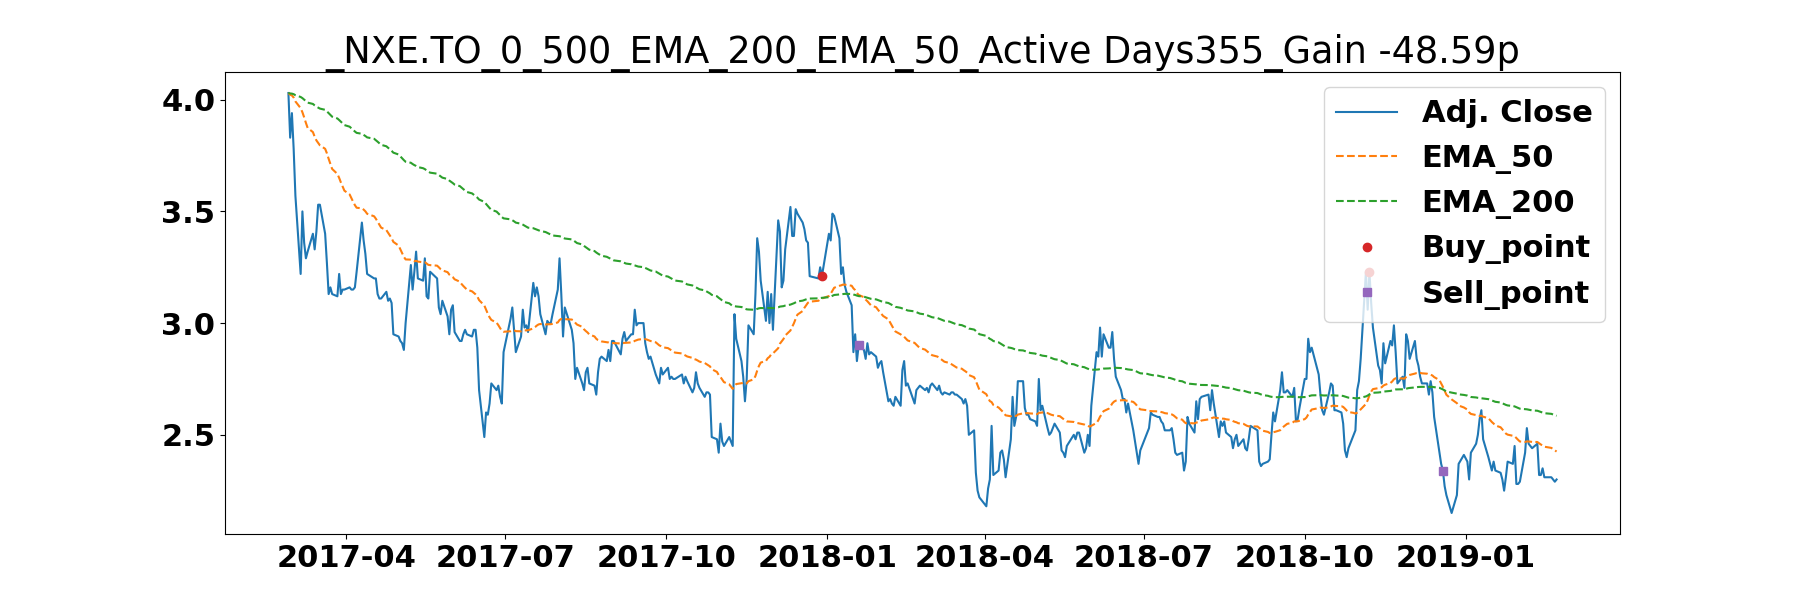 _NXE.TO_0_500_EMA_200_EMA_50_Active Days355_Gain -48.59p
4.0
3.5
3.0
2.5
Adj. Close
EMA_50
EMA_200
Buy_point
Sell_point
2017-04 2017-07 2017-10 2018-01 2018-04 2018-07 2018-10 2019-01